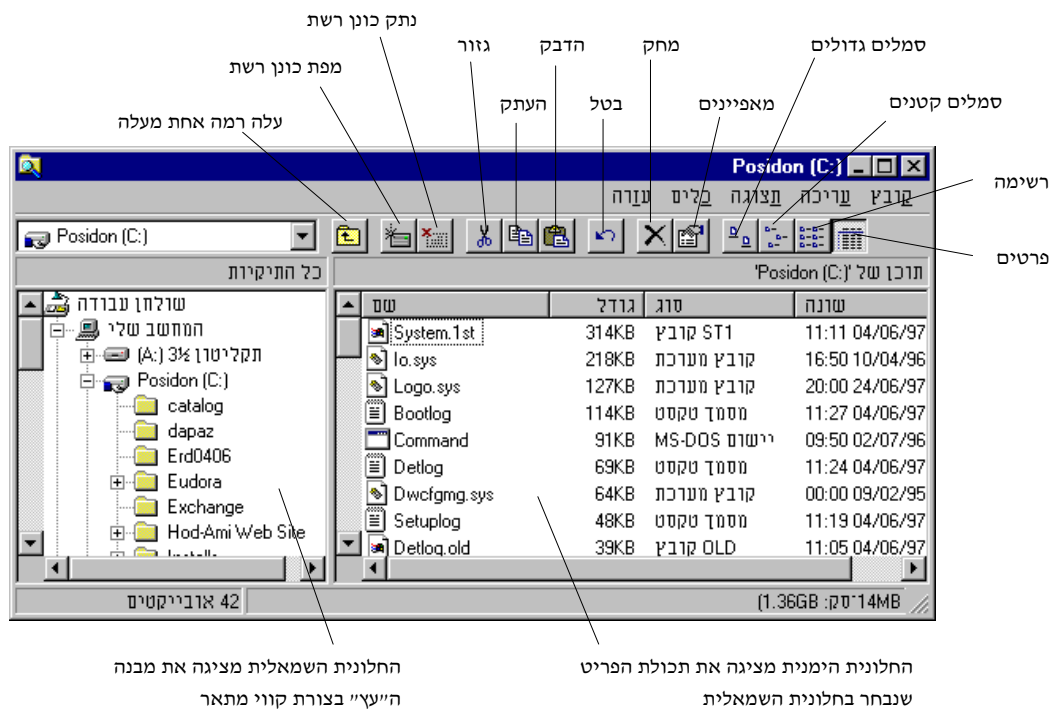 נתק כונן רשת
מפת כונן רשת
עלה רמה אחת מעלה
גזור
העתק
הדבק
בטל
מחק
מאפיינים
סמלים גדולים
סמלים קטנים
רשימה
פרטים
Posidon (C:)
קובץ עריכה תצוגה כלים עזרה
Posidon (C:)
כל התיקיות
תוכן של 'Posidon (C:)'
שולחן עבודה
המחשב שלי
תקליטון 3½ (A:)
Posidon (C:)
catalog
dapaz
Erd0406
Eudora
Exchange
Hod-Ami Web Site
שם גודל סוג שונה
System.1st 314KB קובץ ST1 11:11 04/06/97
Io.sys 218KB קובץ מערכת 16:50 10/04/96
Logo.sys 127KB קובץ מערכת 20:00 24/06/97
Bootlog 114KB מסמך טקסט 11:27 04/06/97
Command 91KB יישום MS-DOS 09:50 02/07/96
Detlog 69KB מסמך טקסט 11:24 04/06/97
Dwcfgmg.sys 64KB קובץ מערכת 00:00 09/02/95
Setuplog 48KB מסמך טקסט 11:19 04/06/97
Detlog.old 39KB קובץ OLD 11:05 04/06/97
42 אובייקטים
(1.36GB :סק'14MB
החלונית השמאלית מציגה את מבנה
ה״עץ״ בצורת קווי מתאר
החלונית הימנית מציגה את תכולת הפריט
שנבחר בחלונית השמאלית